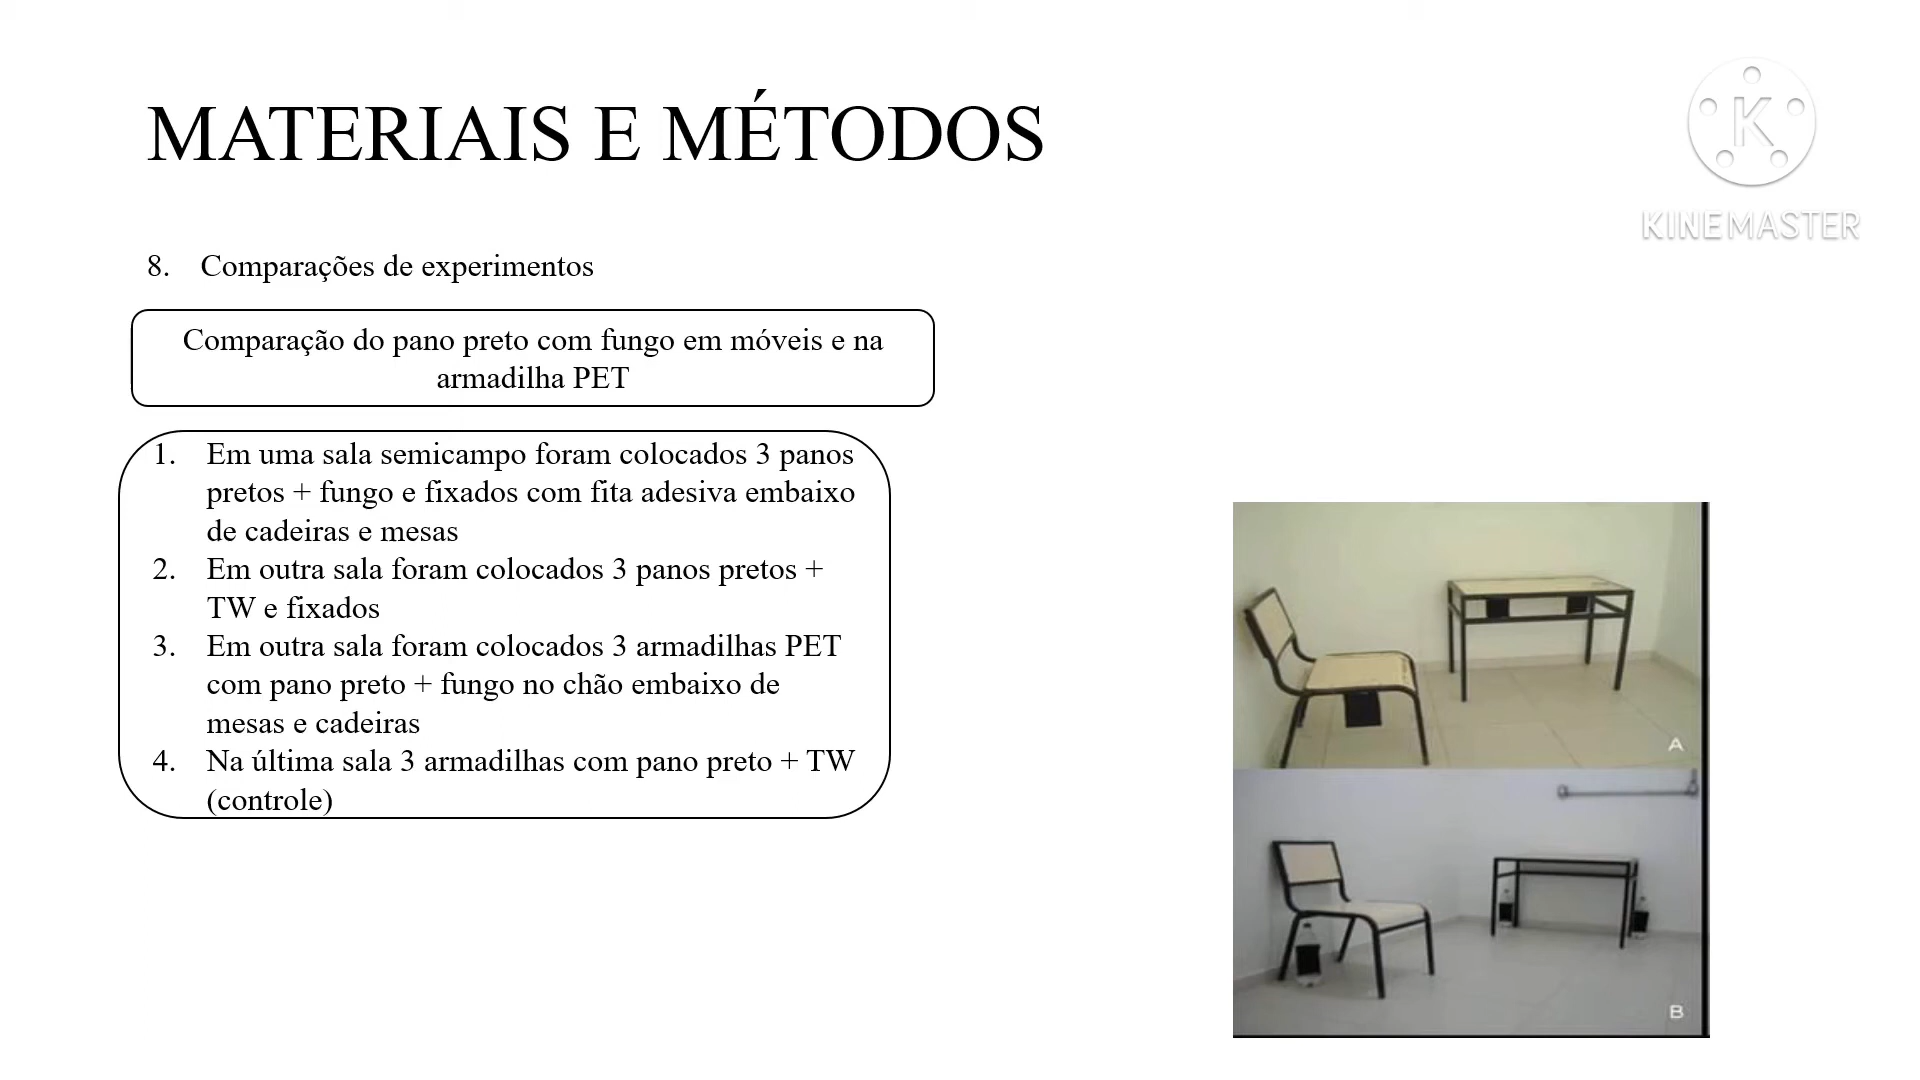 MATERIAIS E MÉTODOS
K
KINEMASTER
8. Comparações de experimentos
Comparação do pano preto com fungo em móveis e na
armadilha PET
1. Em uma sala semicampo foram colocados 3 panos
pretos + fungo e fixados com fita adesiva embaixo
de cadeiras e mesas
2. Em outra sala foram colocados 3 panos pretos +
TW e fixados
3. Em outra sala foram colocados 3 armadilhas PET
com pano preto + fungo no chão embaixo de
mesas e cadeiras
4. Na última sala 3 armadilhas com pano preto + TW
(controle)
A
B